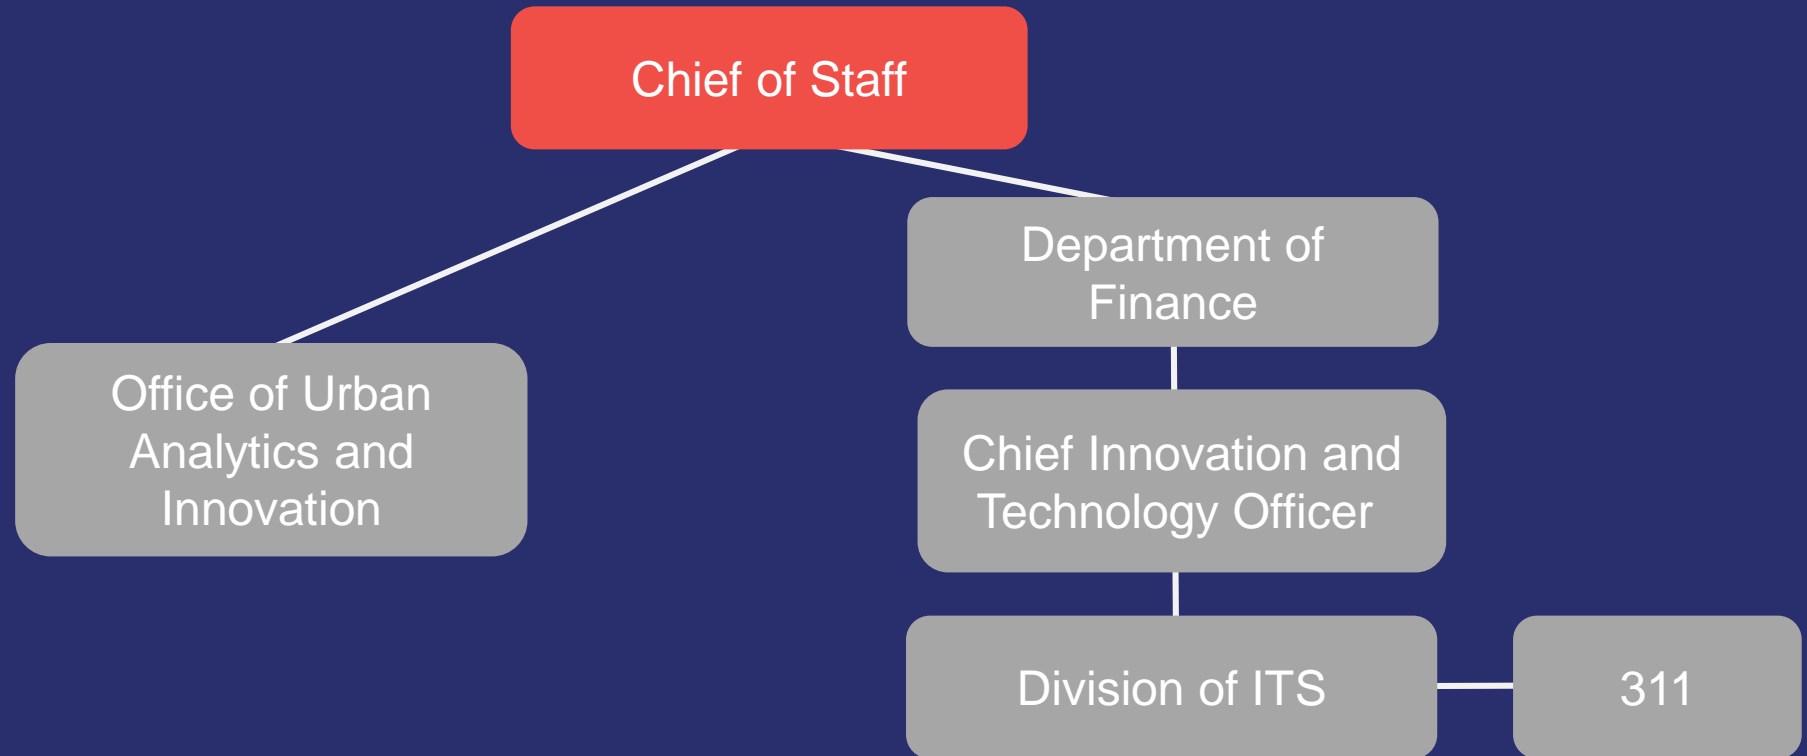 Chief of Staff
Department of
Finance
Office of Urban
Analytics and
Innovation
Chief Innovation and
Technology Officer
Division of ITS
311